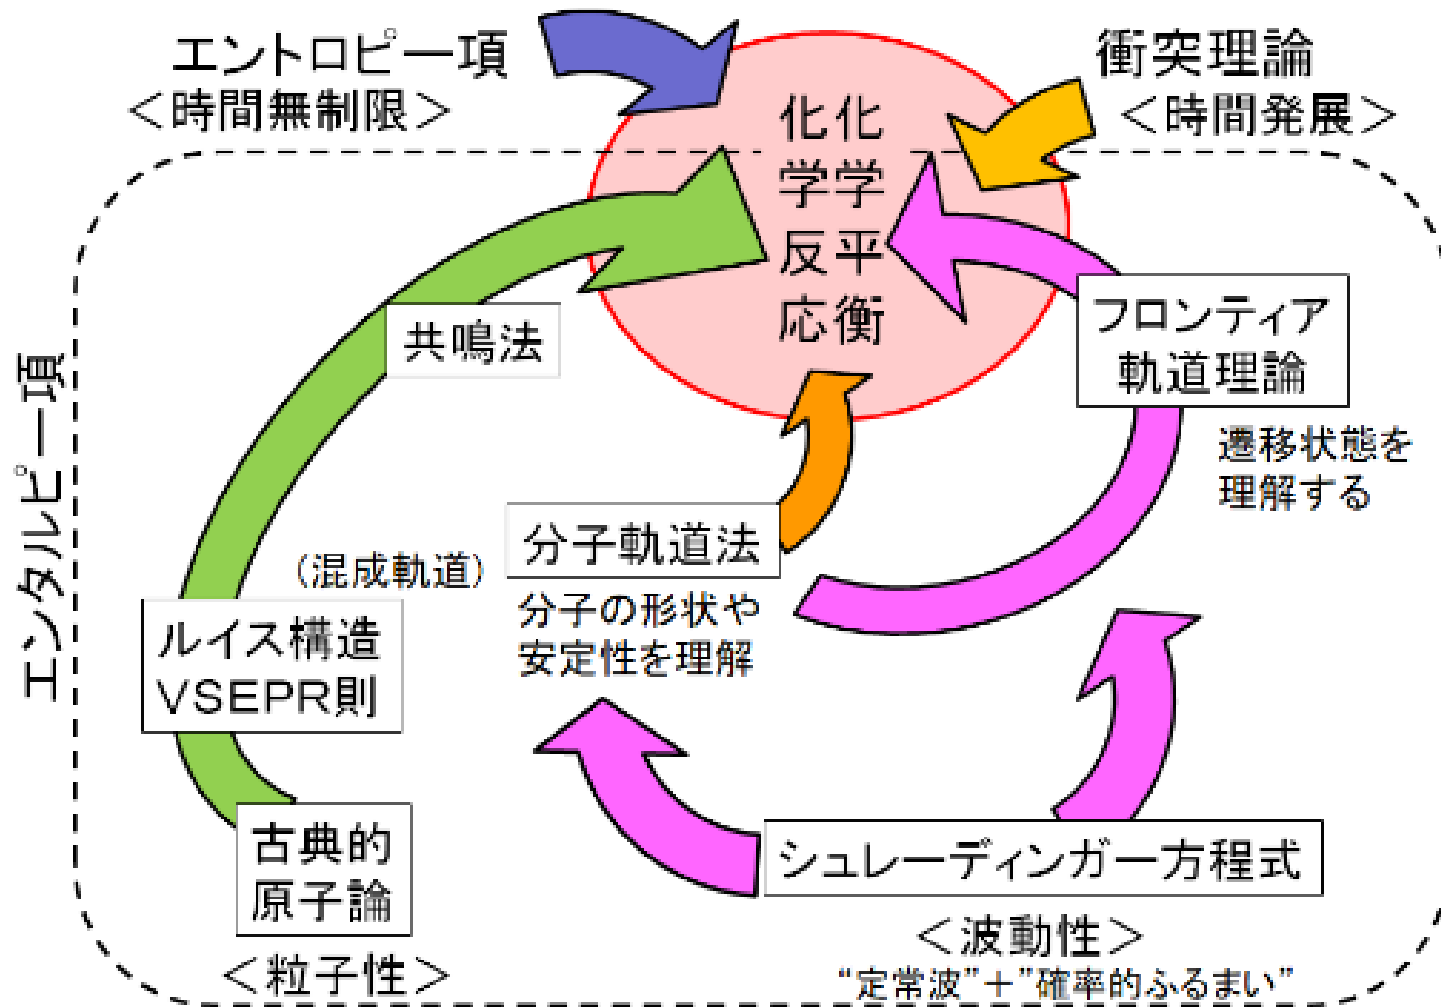 エントロピー項
＜時間無制限＞
衝突理論
＜時間発展＞
化学反応
化学平衡
共鳴法
フロンティア
軌道理論
遷移状態を
理解する
エンタルピー項
(混成軌道)
分子軌道法
分子の形状や
安定性を理解
ルイス構造
VSEPR則
古典的
原子論
＜粒子性＞
シュレーディンガー方程式
＜波動性＞
“定常波”＋”確率的ふるまい”